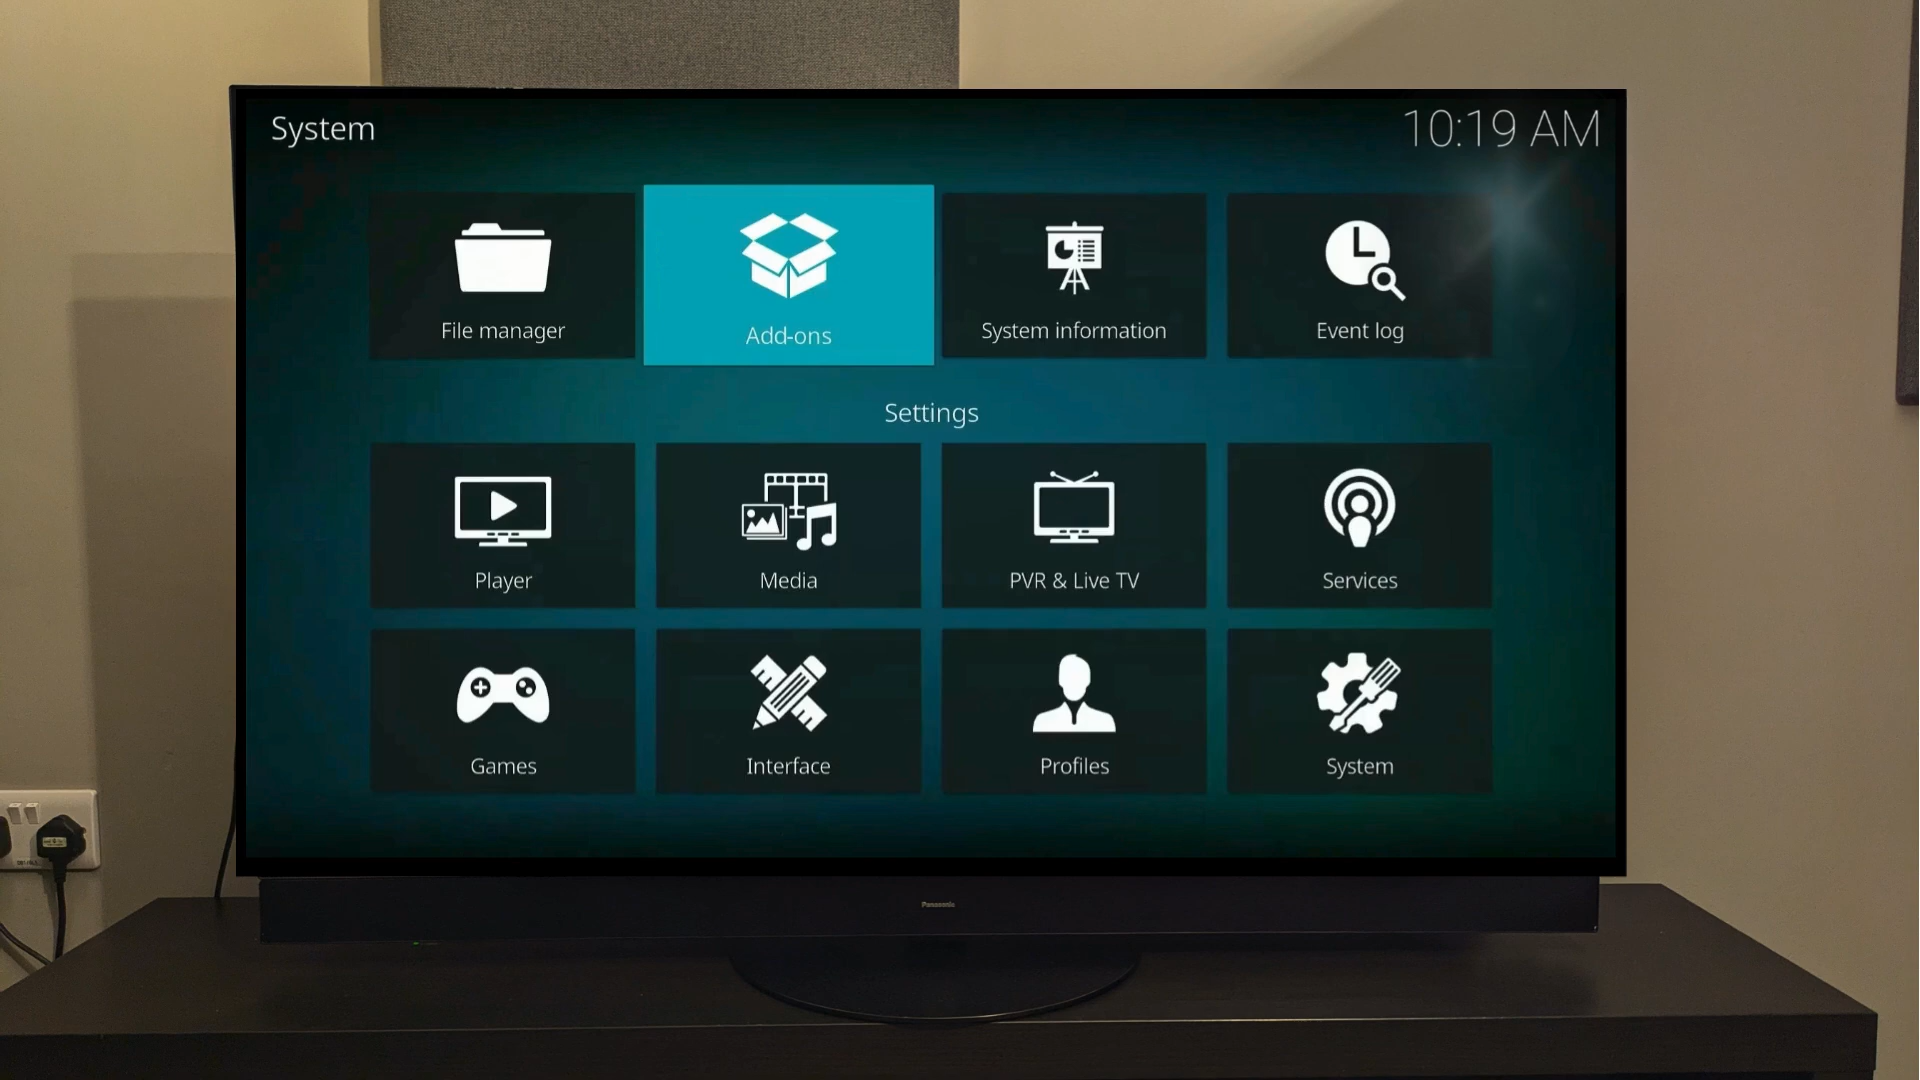 System
10:19 AM
File manager
Add-ons
System information
Event log
Settings
Player
Media
PVR & Live TV
Services
Games
Interface
Profiles
System
Panasonic